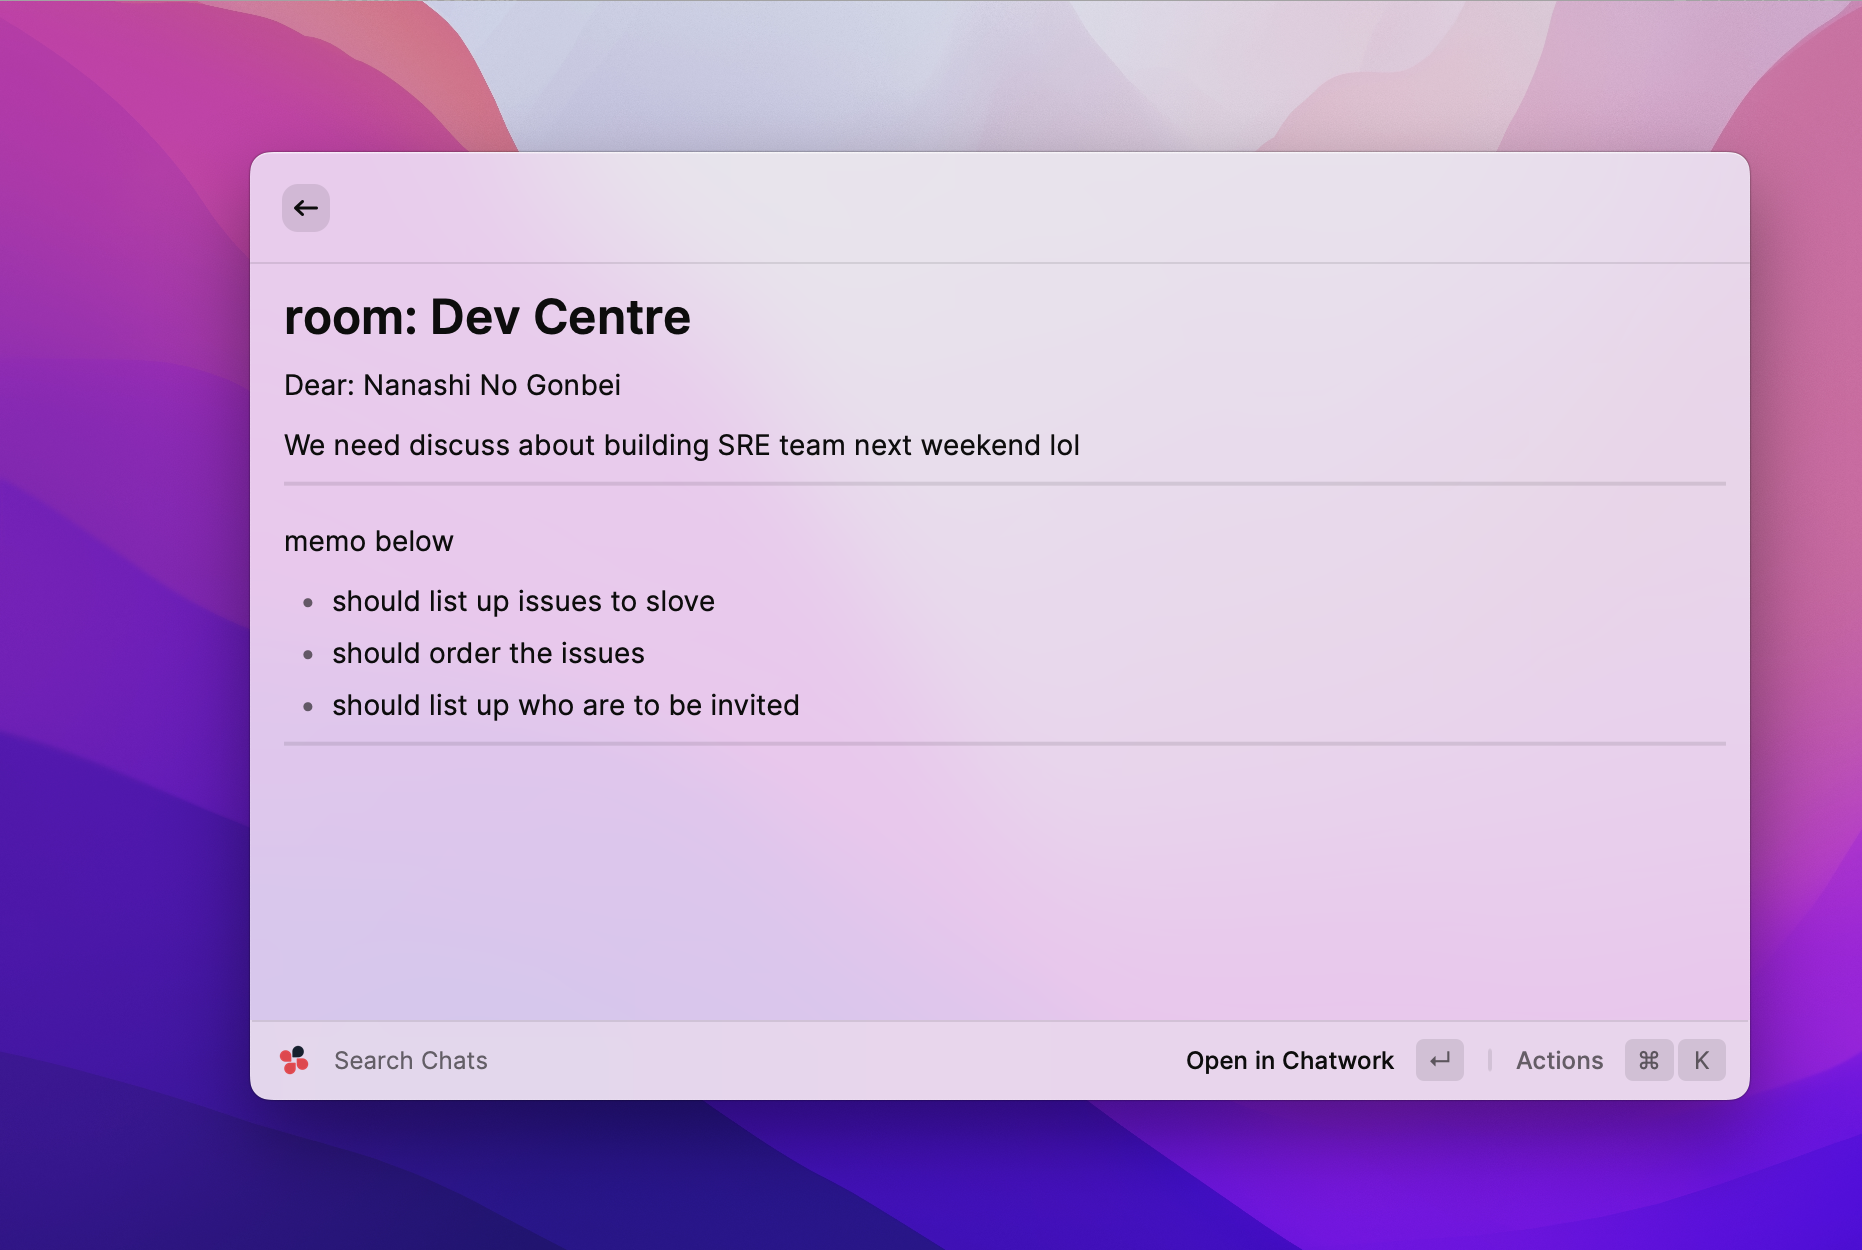 room: Dev Centre
Dear: Nanashi No Gonbei
We need discuss about building SRE team next weekend lol
memo below
• should list up issues to slove
• should order the issues
• should list up who are to be invited
Search Chats
Open in Chatwork ↵ | Actions ⌘ K